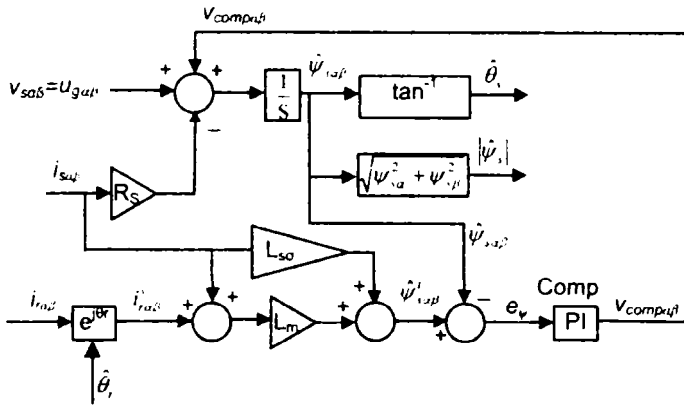 v_compαβ
v_sαβ=u_gαβ
+
+
+
−
1/S
ψ̂_sαβ
tan⁻¹
θ̂_s
i_sαβ
R_S
√ψ²_sα + ψ²_sβ
|ψ̂_s|
L_sσ
ψ̂_sαβ
i_rαβ
e^jθr
i_rαβ
+
+
+
L_m
+
+
ψ̂'_sαβ
+
−
e_ψ
Comp
PI
v_compαβ
θ̂_r